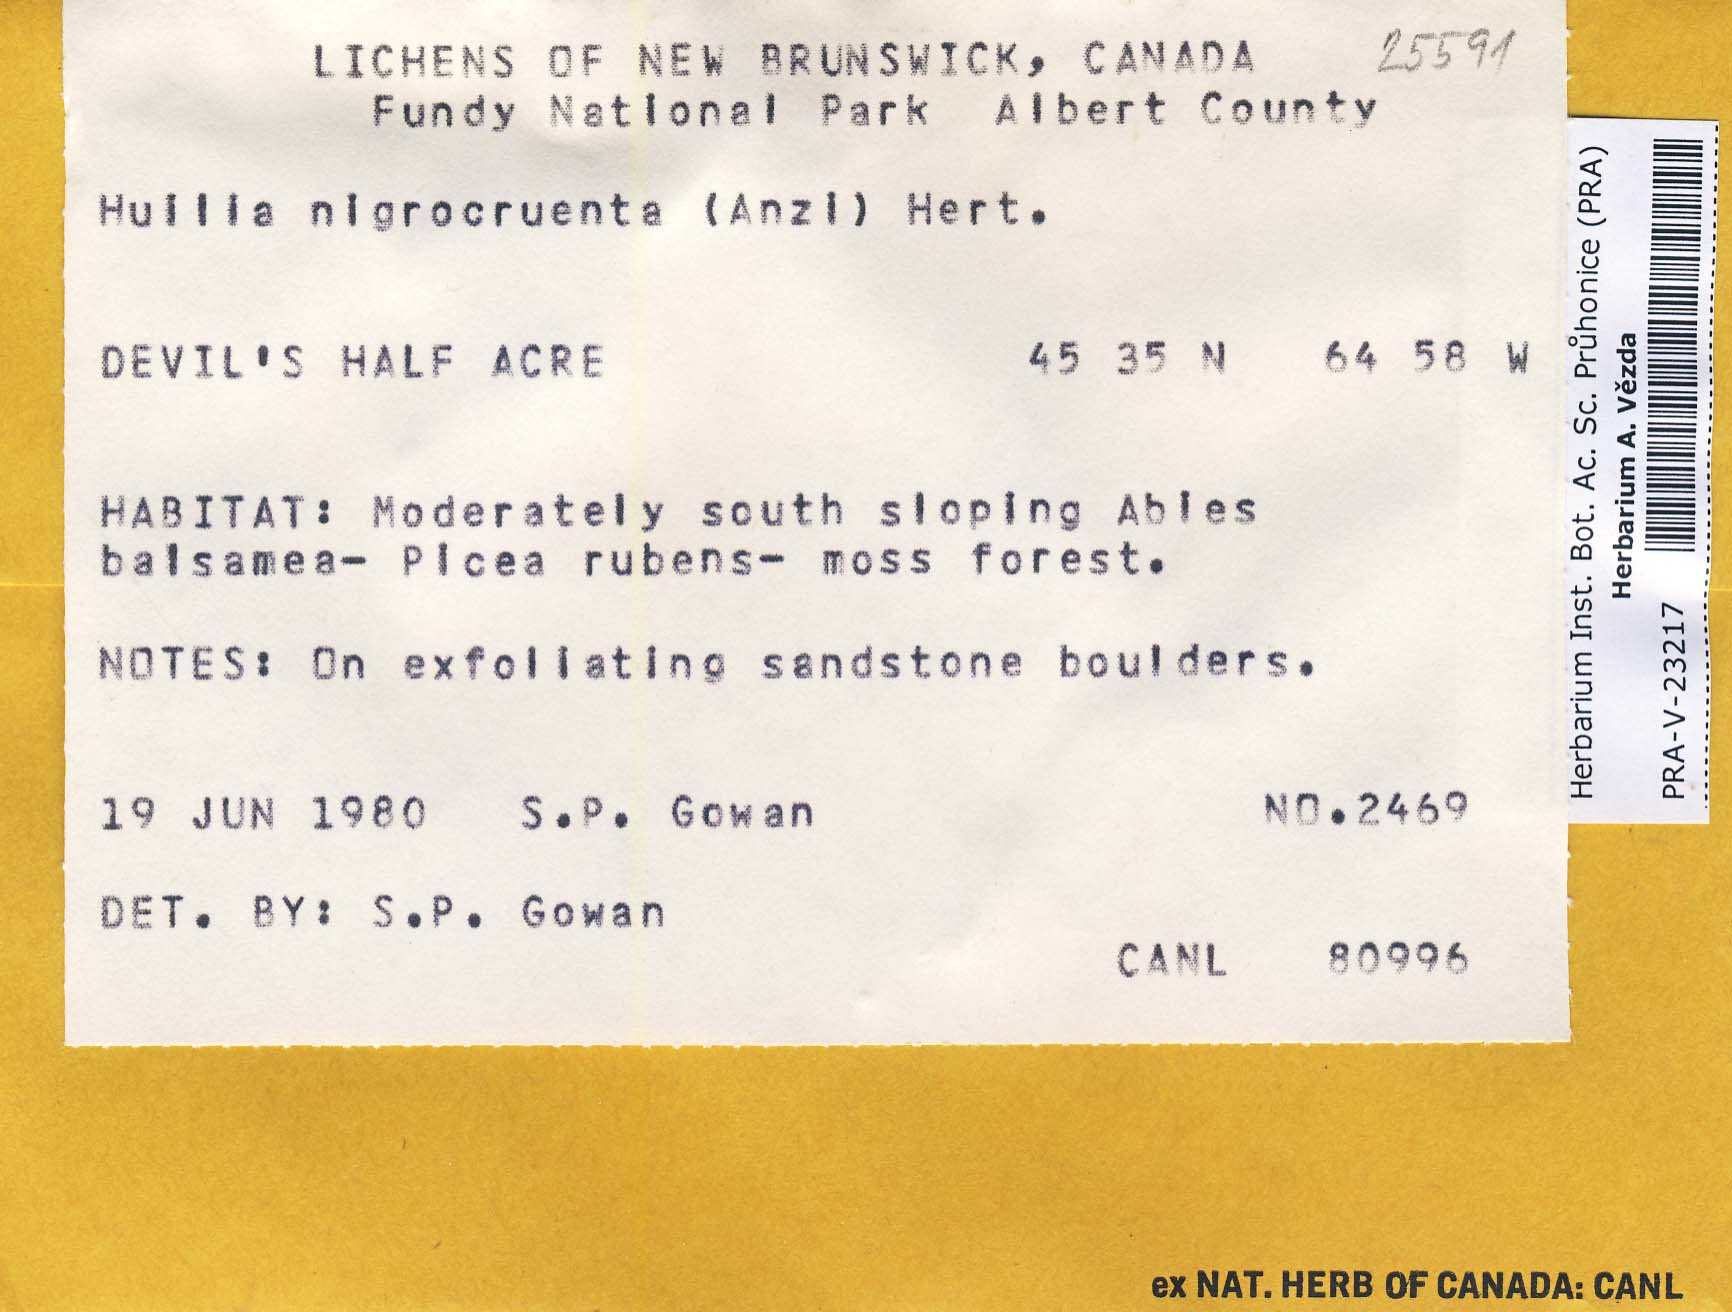 LICHENS OF NEW BRUNSWICK, CANADA 25591
Fundy National Park Albert County
Huilia nigrocruenta (Anzi) Hert.
DEVIL'S HALF ACRE 45 35 N 64 58 W
HABITAT: Moderately south sloping Abies
balsamea- Picea rubens- moss forest.
NOTES: On exfoliating sandstone boulders.
19 JUN 1980 S.P. Gowan NO.2469
DET. BY: S.P. Gowan
CANL 80996
Herbarium Inst. Bot. Ac. Sc. Průhonice (PRA)
Herbarium A. Vězda
PRA-V-23217
ex NAT. HERB OF CANADA: CANL